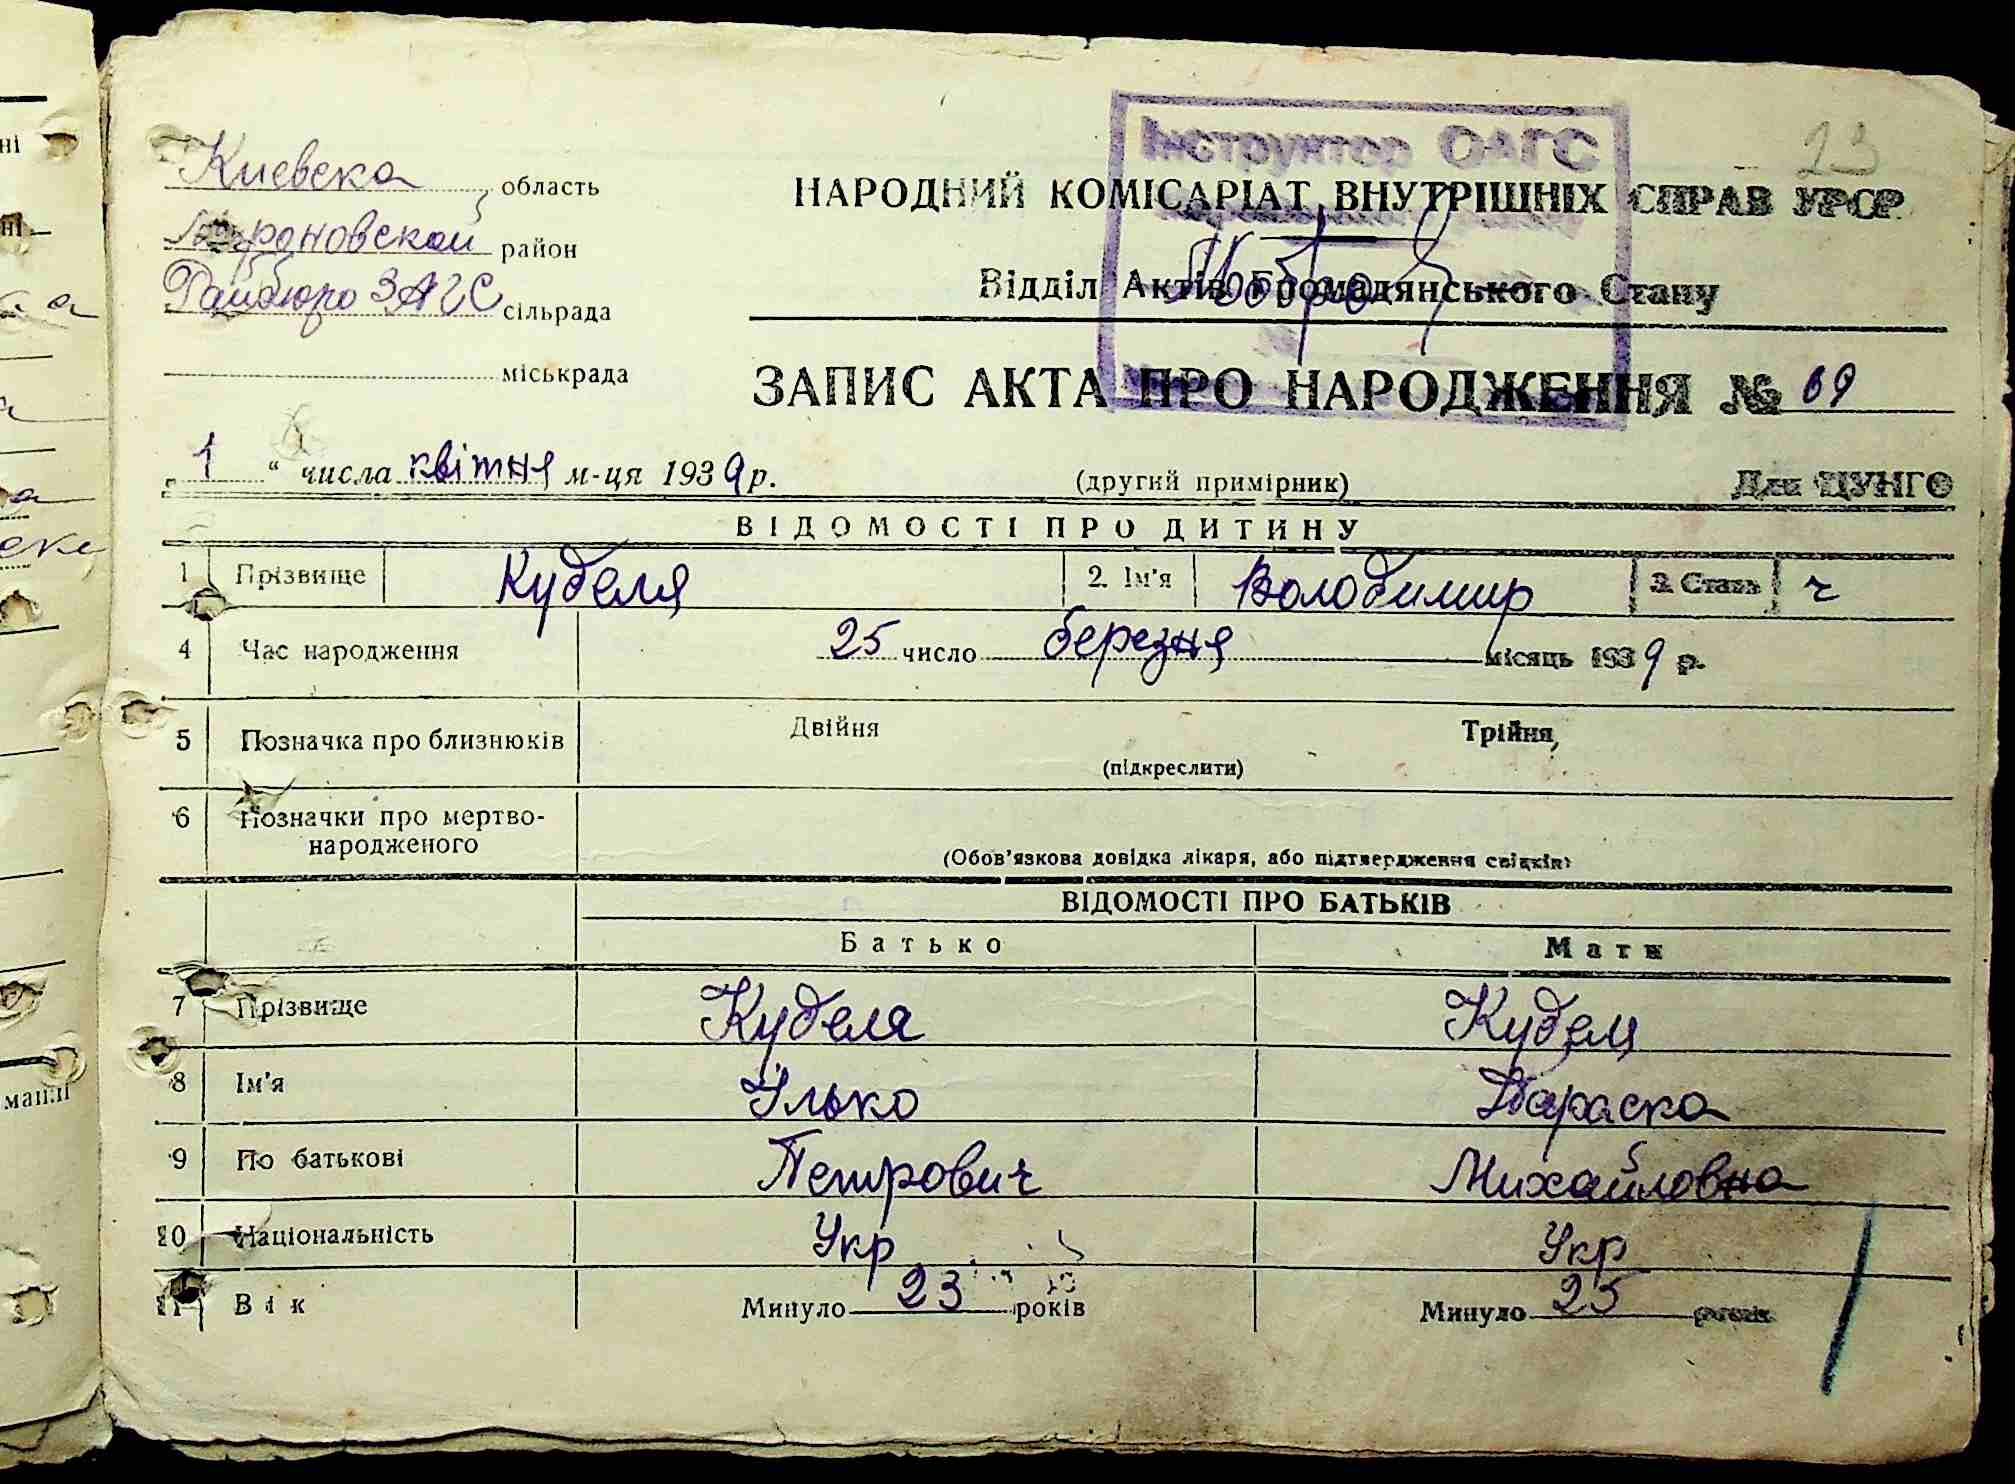 23
Інструктор ОАГС
Киевска область
Мироновской район
Райбюро ЗАГС сільрада
міськрада
НАРОДНИЙ КОМІСАРІАТ ВНУТРІШНІХ СПРАВ УРСР
Відділ Актів Громадянського Стану
ЗАПИС АКТА ПРО НАРОДЖЕННЯ № 69
„1“ числа квітня м-ця 1939 р. (другий примірник) Для ЦУНГО
ВІДОМОСТІ ПРО ДИТИНУ
1 Прізвище Кубеля 2. Ім'я Володимир 3. Стать ч
4 Час народження 25 число березня місяць 1939 р.
5 Позначка про близнюків Двійня Трійня
(підкреслити)
6 Позначки про мертво-
народженого
(Обов'язкова довідка лікаря, або підтвердження свідків)
ВІДОМОСТІ ПРО БАТЬКІВ
Батько Мати
7 Прізвище Кубеля Кубеля
8 Ім'я Улько Параска
9 По батькові Петрович Михайловна
10 Національність Укр Укр
11 Вік Минуло 23 років Минуло 25 років